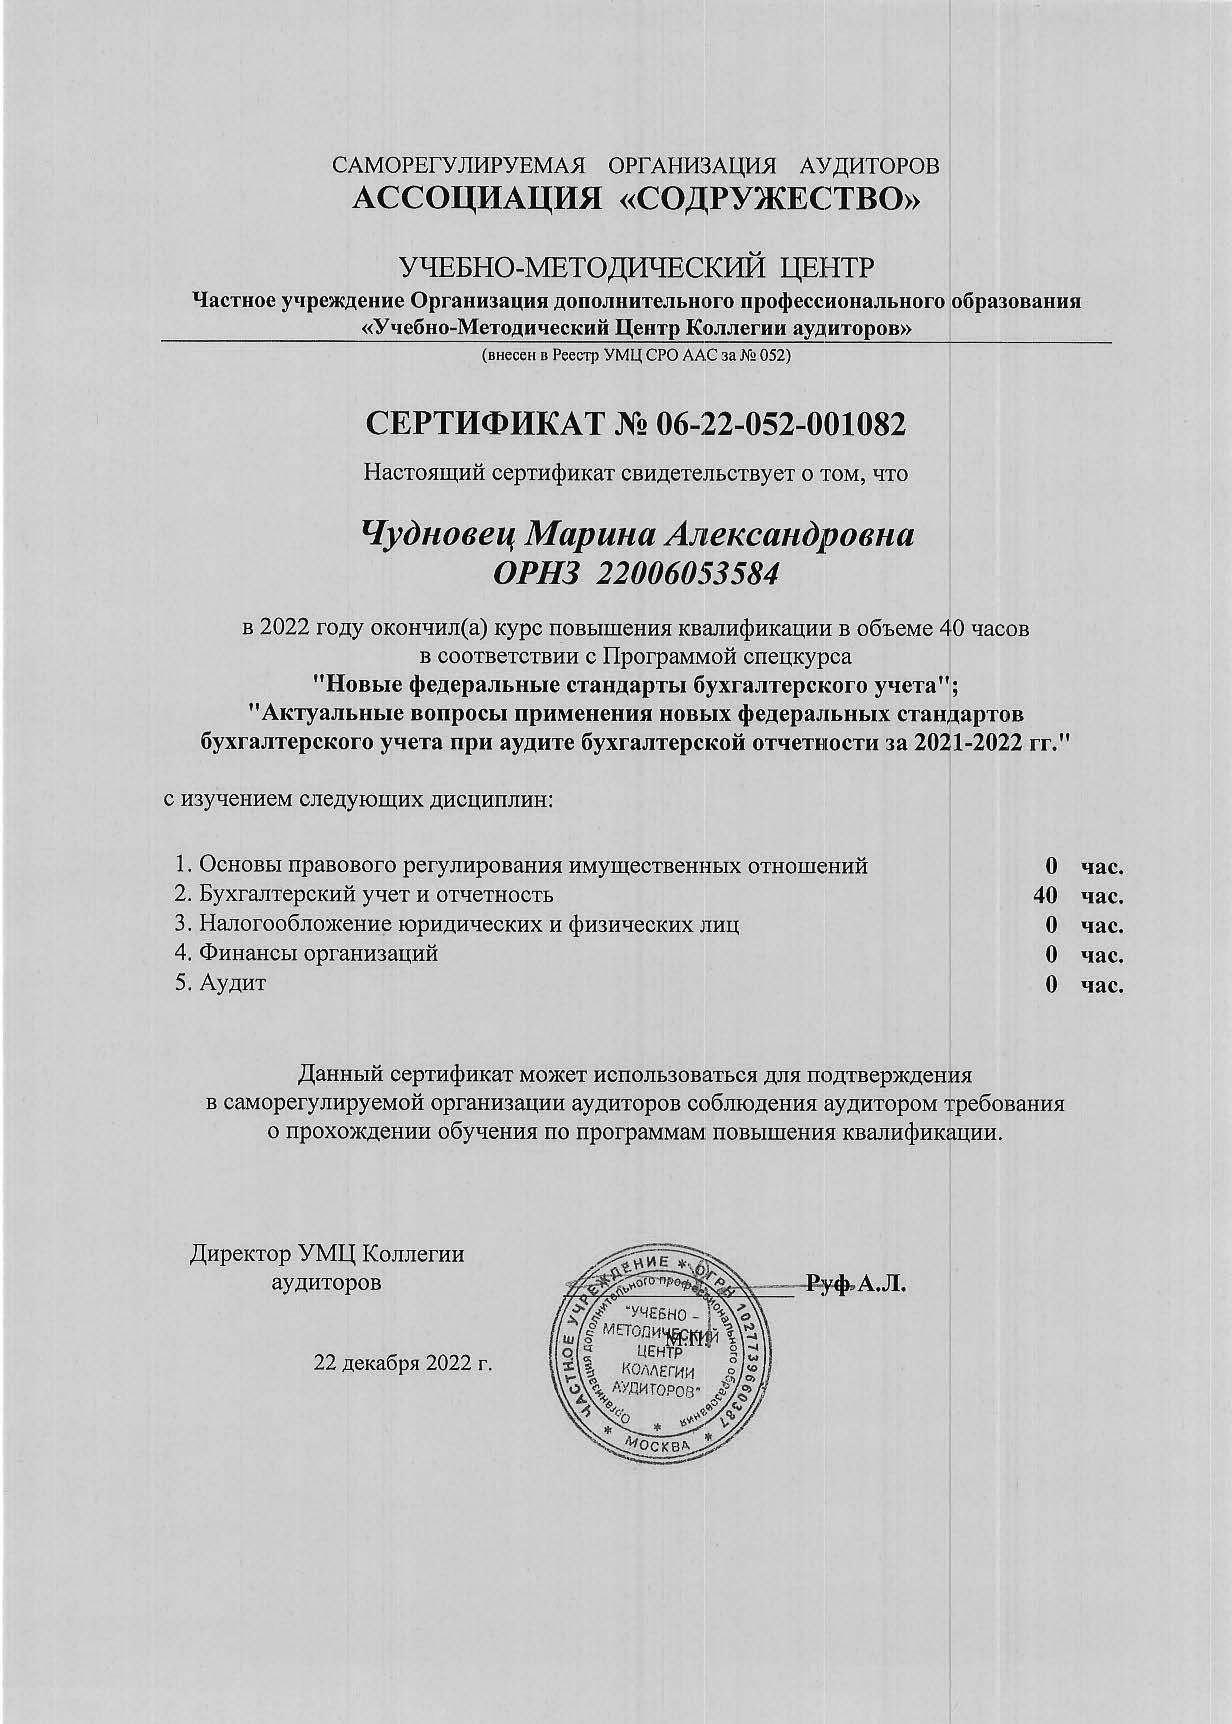 САМОРЕГУЛИРУЕМАЯ ОРГАНИЗАЦИЯ АУДИТОРОВ
АССОЦИАЦИЯ «СОДРУЖЕСТВО»
УЧЕБНО-МЕТОДИЧЕСКИЙ ЦЕНТР
Частное учреждение Организация дополнительного профессионального образования
«Учебно-Методический Центр Коллегии аудиторов»
(внесен в Реестр УМЦ СРО ААС за № 052)
СЕРТИФИКАТ № 06-22-052-001082
Настоящий сертификат свидетельствует о том, что
Чудновец Марина Александровна
ОРНЗ 22006053584
в 2022 году окончил(а) курс повышения квалификации в объеме 40 часов
в соответствии с Программой спецкурса
"Новые федеральные стандарты бухгалтерского учета";
"Актуальные вопросы применения новых федеральных стандартов
бухгалтерского учета при аудите бухгалтерской отчетности за 2021-2022 гг."
с изучением следующих дисциплин:
1. Основы правового регулирования имущественных отношений 0 час.
2. Бухгалтерский учет и отчетность 40 час.
3. Налогообложение юридических и физических лиц 0 час.
4. Финансы организаций 0 час.
5. Аудит 0 час.
Данный сертификат может использоваться для подтверждения
в саморегулируемой организации аудиторов соблюдения аудитором требования
о прохождении обучения по программам повышения квалификации.
Директор УМЦ Коллегии
аудиторов
Руф А.Л.
М.П.
22 декабря 2022 г.
ЧАСТНОЕ УЧРЕЖДЕНИЕ * ОГРН 1027739660387 * МОСКВА *
Организация дополнительного профессионального образования *
"УЧЕБНО -
МЕТОДИЧЕСКИЙ
ЦЕНТР
КОЛЛЕГИИ
АУДИТОРОВ"